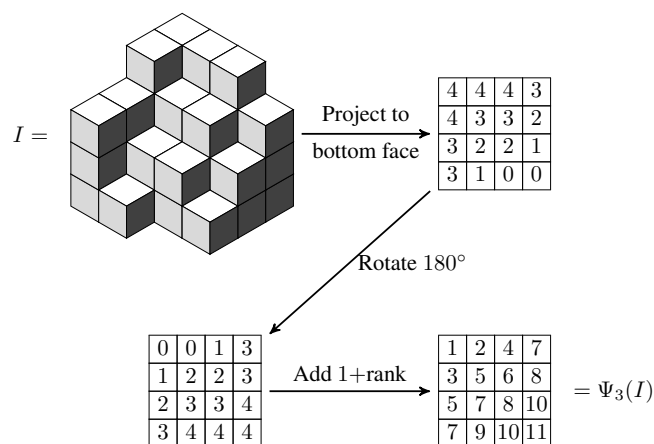 I =
Project to
bottom face
4 4 4 3
4 3 3 2
3 2 2 1
3 1 0 0
Rotate 180°
0 0 1 3
1 2 2 3
2 3 3 4
3 4 4 4
Add 1+rank
1 2 4 7
3 5 6 8
5 7 8 10
7 9 10 11
= Ψ₃(I)